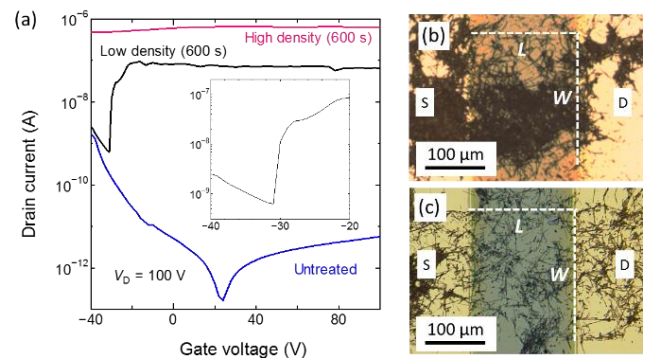 (a)
10⁻⁶
10⁻⁸
10⁻¹⁰
10⁻¹²
Drain current (A)
High density (600 s)
Low density (600 s)
Untreated
V_D = 100 V
10⁻⁷
10⁻⁸
10⁻⁹
-40 -30 -20
-40 0 40 80
Gate voltage (V)
(b)
L
W
S
D
100 μm
(c)
L
W
S
D
100 μm